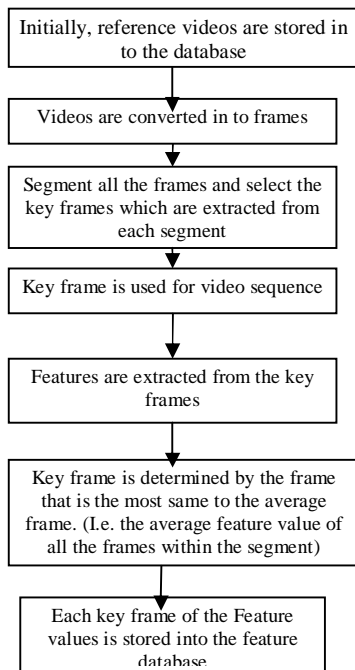 Initially, reference videos are stored in
to the database
Videos are converted in to frames
Segment all the frames and select the
key frames which are extracted from
each segment
Key frame is used for video sequence
Features are extracted from the key
frames
Key frame is determined by the frame
that is the most same to the average
frame. (I.e. the average feature value of
all the frames within the segment)
Each key frame of the Feature
values is stored into the feature
database